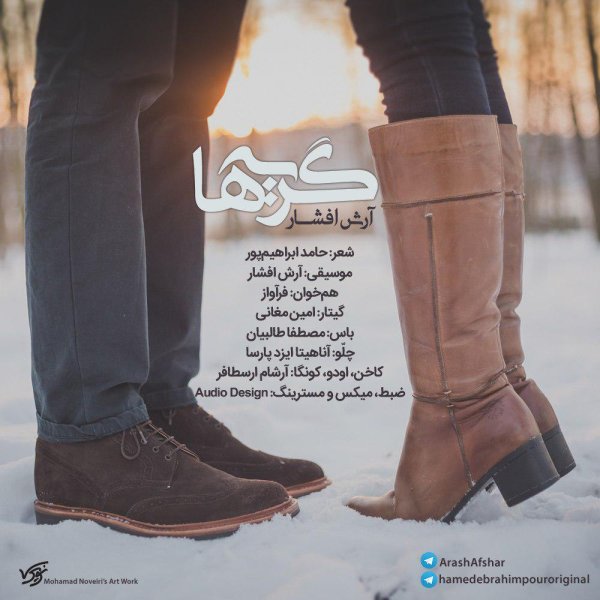 گریه‌ها
آرش افشار
شعر: حامد ابراهیم‌پور
موسیقی: آرش افشار
هم‌خوان: فرآواز
گیتار: امین مغانی
باس: مصطفا طالبیان
چلّو: آناهیتا ایزد پارسا
کاخن، اودو، کونگا: آرشام ارسطافر
ضبط، میکس و مسترینگ: Audio Design
ArashAfshar
hamedebrahimpouroriginal
Mohamad Noveiri's Art Work